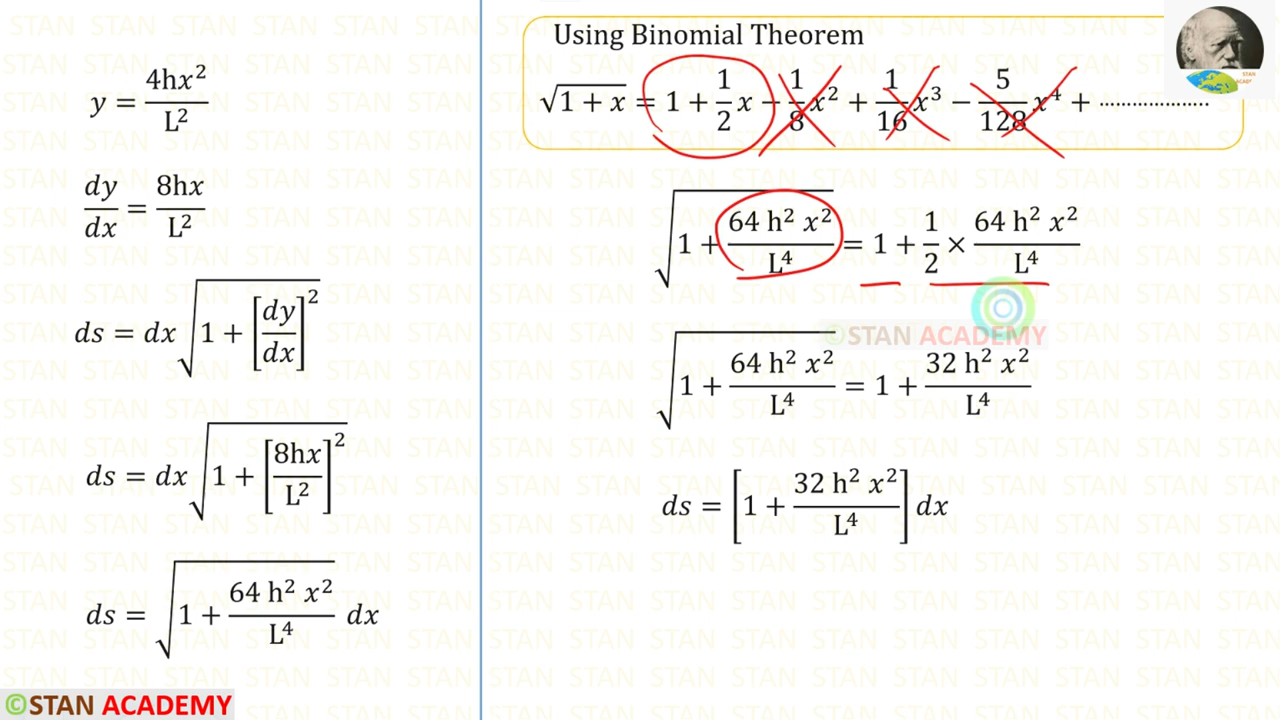 y = 4hx² / L²
dy/dx = 8hx / L²
ds = dx √(1 + [dy/dx]²)
ds = dx √(1 + [8hx / L²]²)
ds = √(1 + 64 h² x² / L⁴) dx
©STAN ACADEMY
Using Binomial Theorem
√(1 + x) = 1 + 1/2 x − 1/8 x² + 1/16 x³ − 5/128 x⁴ + ......................
√(1 + 64 h² x² / L⁴) = 1 + 1/2 × 64 h² x² / L⁴
©STAN ACADEMY
√(1 + 64 h² x² / L⁴) = 1 + 32 h² x² / L⁴
ds = [1 + 32 h² x² / L⁴] dx